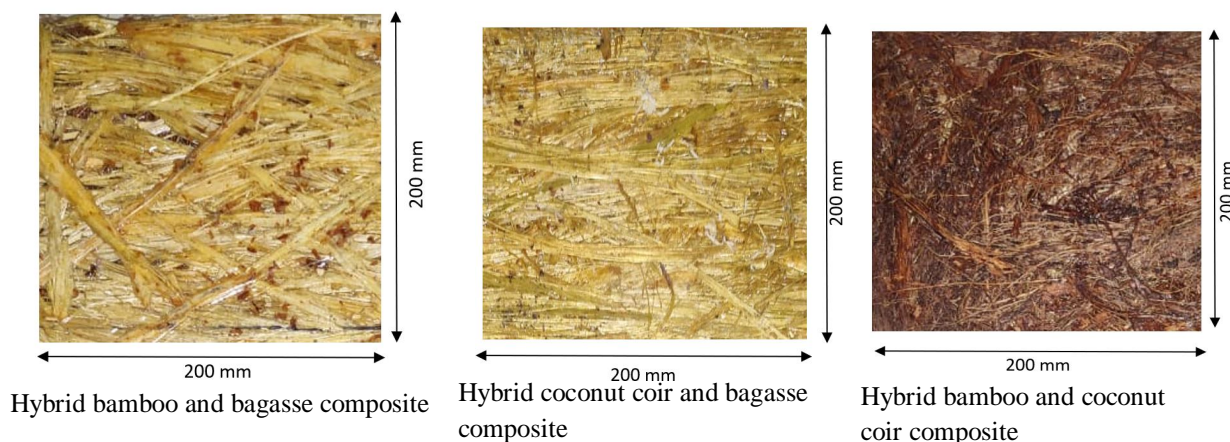 200 mm
200 mm
Hybrid bamboo and bagasse composite
200 mm
200 mm
Hybrid coconut coir and bagasse
composite
200 mm
200 mm
Hybrid bamboo and coconut
coir composite